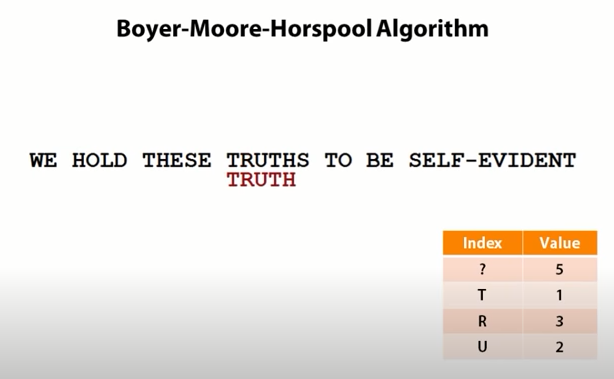 Boyer-Moore-Horspool Algorithm
WE HOLD THESE TRUTHS TO BE SELF-EVIDENT
TRUTH
Index Value
? 5
T 1
R 3
U 2